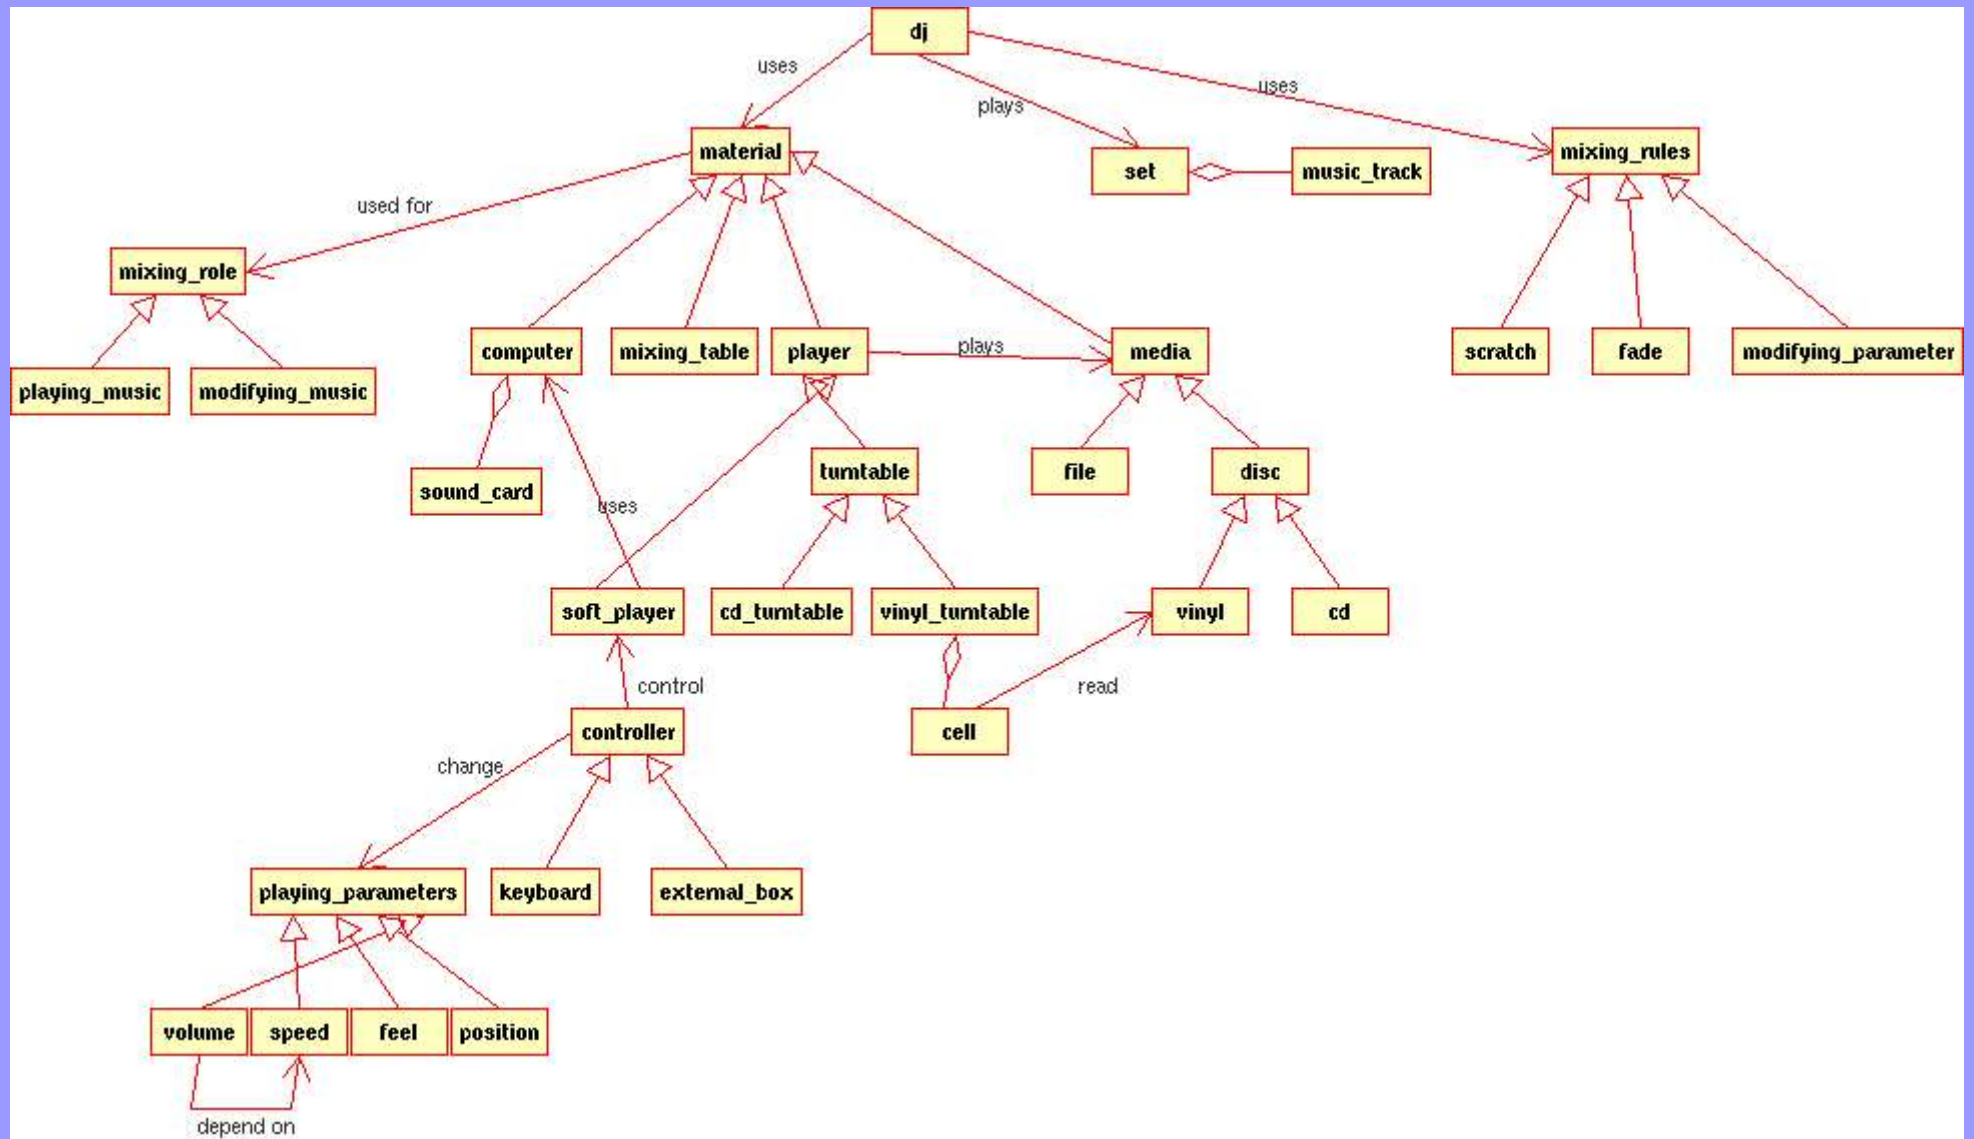 dj
uses
uses
plays
material
mixing_rules
set
music_track
used for
mixing_role
computer
mixing_table
player
plays
media
scratch
fade
modifying_parameter
playing_music
modifying_music
turntable
file
disc
sound_card
uses
soft_player
cd_turntable
vinyl_turntable
vinyl
cd
control
read
controller
cell
change
playing_parameters
keyboard
external_box
volume
speed
feel
position
depend on